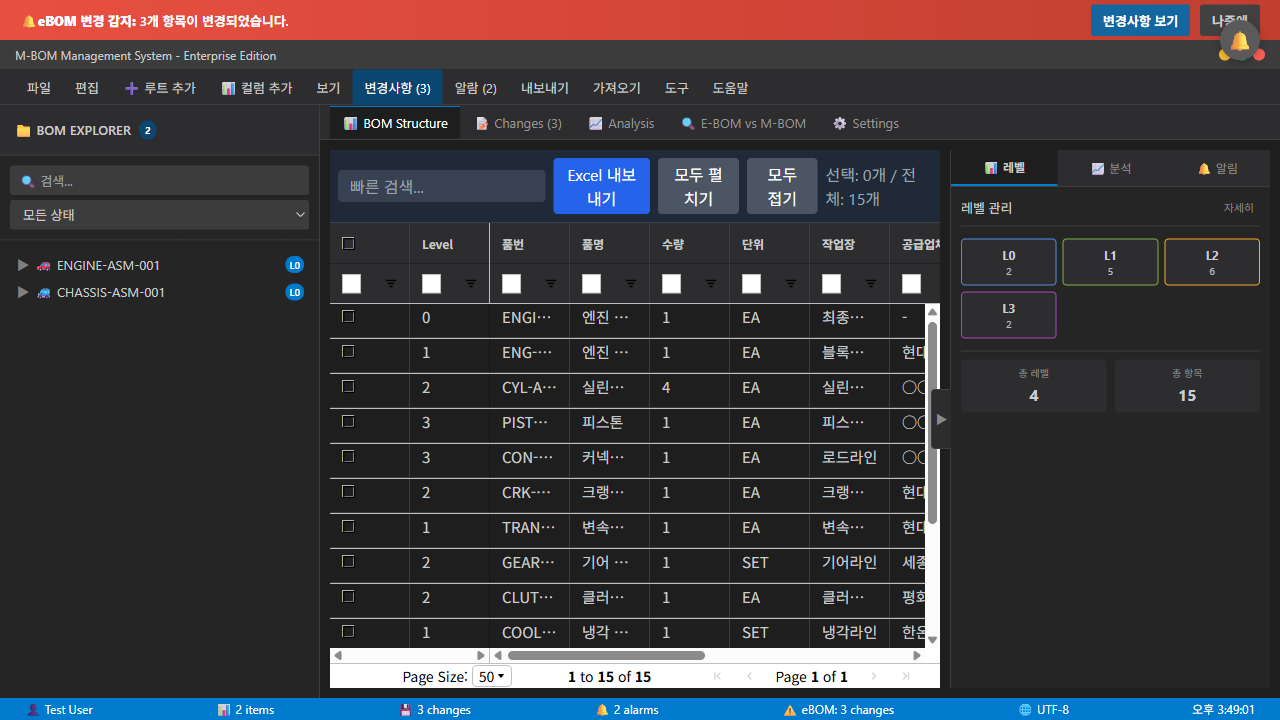 eBOM 변경 감지: 3개 항목이 변경되었습니다.
변경사항 보기
M-BOM Management System - Enterprise Edition
파일 편집 루트 추가 컬럼 추가 보기 변경사항 (3) 알람 (2) 내보내기 가져오기 도구 도움말
BOM EXPLORER 2
검색...
모든 상태
ENGINE-ASM-001 L0
CHASSIS-ASM-001 L0
BOM Structure Changes (3) Analysis E-BOM vs M-BOM Settings
빠른 검색...
Excel 내보
내기
모두 펼
치기
모두
접기
선택: 0개 / 전
체: 15개
Level 품번 품명 수량 단위 작업장
0 ENGI… 엔진 … 1 EA 최종… -
1 ENG-… 엔진 … 1 EA 블록… 현대
2 CYL-A… 실린… 4 EA 실린… ○○
3 PIST… 피스톤 1 EA 피스… ○○
3 CON-… 커넥… 1 EA 로드라인 ○○
2 CRK-… 크랭… 1 EA 크랭… 현대
1 TRAN… 변속… 1 EA 변속… 현대
2 GEAR… 기어 … 1 SET 기어라인 세종
2 CLUT… 클러… 1 EA 클러… 평화
1 COOL… 냉각 … 1 SET 냉각라인 한온
Page Size: 50 1 to 15 of 15 Page 1 of 1
레벨 분석 알림
레벨 관리 자세히
L0
2
L1
5
L2
6
L3
2
총 레벨
4
총 항목
15
Test User 2 items 3 changes 2 alarms eBOM: 3 changes UTF-8 오후 3:49:01